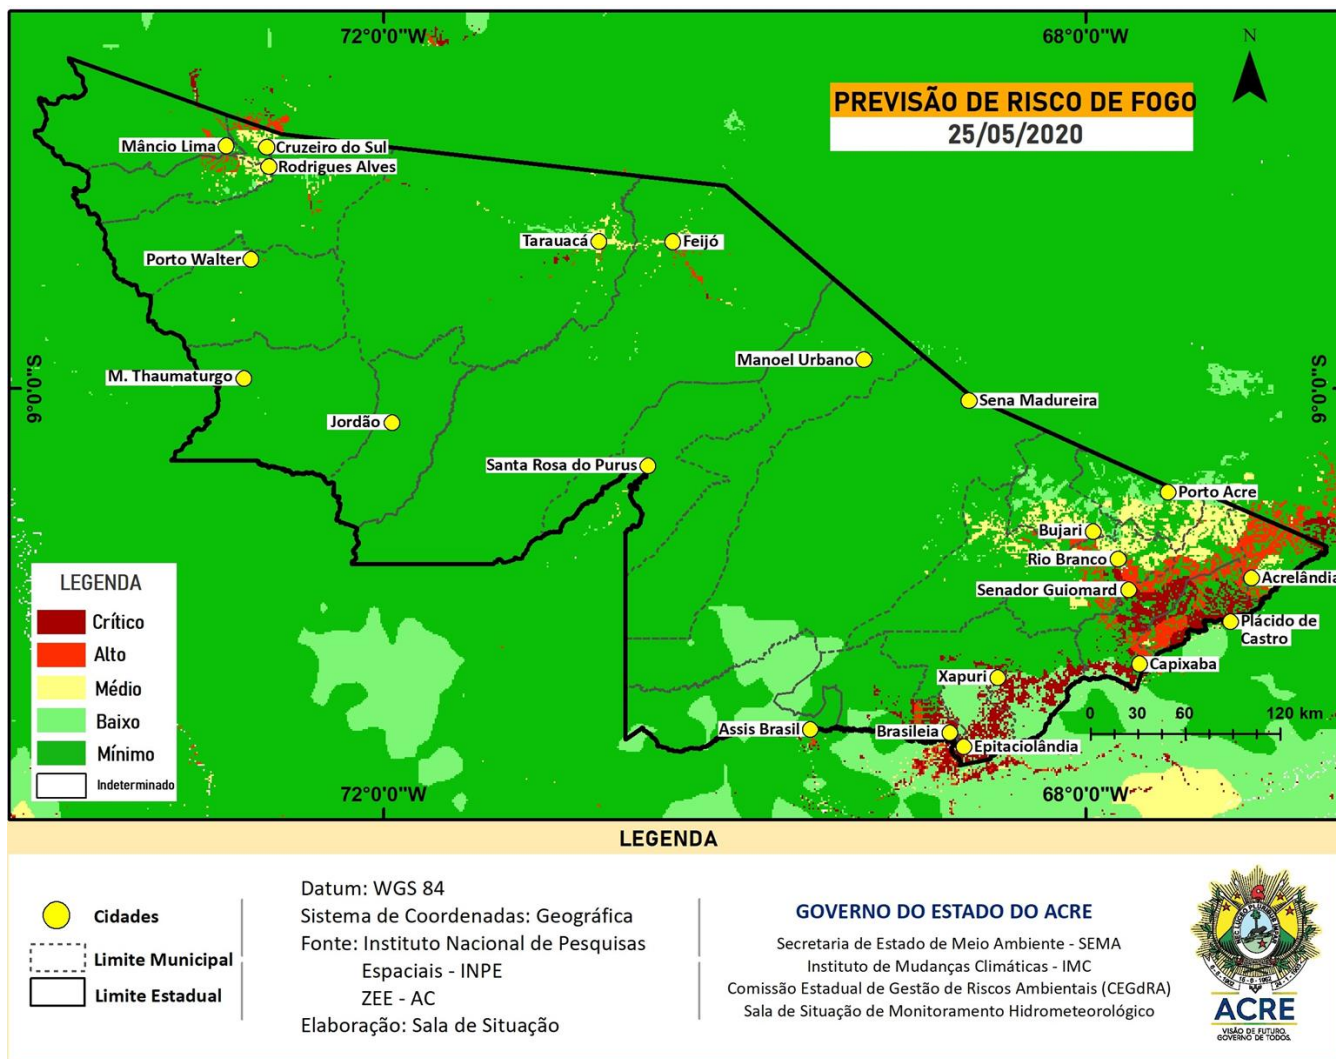 72°0'0"W
68°0'0"W
N
PREVISÃO DE RISCO DE FOGO
25/05/2020
Mâncio Lima
Cruzeiro do Sul
Rodrigues Alves
Tarauacá
Feijó
Porto Walter
Manoel Urbano
9°0'0"S
9°0'0"S
M. Thaumaturgo
Sena Madureira
Jordão
Santa Rosa do Purus
Porto Acre
Bujari
Rio Branco
Acrelândia
Senador Guiomard
Plácido de
Castro
Capixaba
Xapuri
Assis Brasil
Brasileia
Epitaciolândia
0 30 60 120 km
LEGENDA
Crítico
Alto
Médio
Baixo
Mínimo
Indeterminado
72°0'0"W
68°0'0"W
LEGENDA
Cidades
Limite Municipal
Limite Estadual
Datum: WGS 84
Sistema de Coordenadas: Geográfica
Fonte: Instituto Nacional de Pesquisas
Espaciais - INPE
ZEE - AC
Elaboração: Sala de Situação
GOVERNO DO ESTADO DO ACRE
Secretaria de Estado de Meio Ambiente - SEMA
Instituto de Mudanças Climáticas - IMC
Comissão Estadual de Gestão de Riscos Ambientais (CEGdRA)
Sala de Situação de Monitoramento Hidrometeorológico
ACRE
VISÃO DE FUTURO.
GOVERNO DE TODOS.